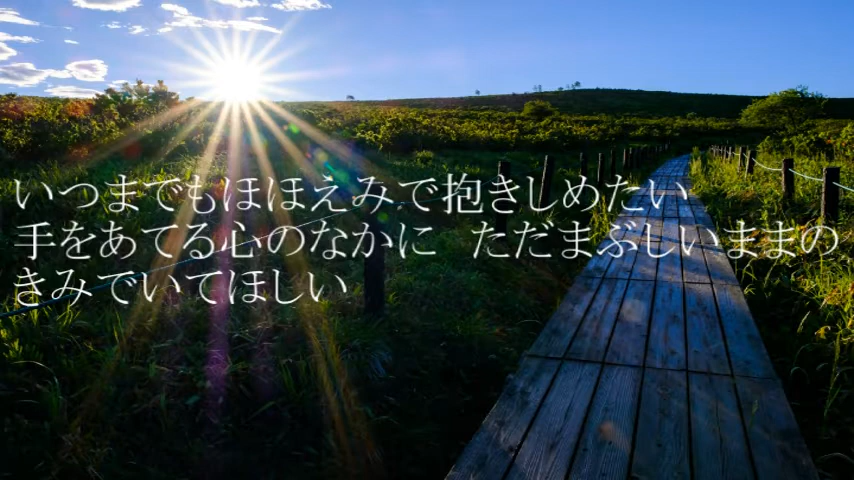 いつまでもほほえみで抱きしめたい
手をあてる心のなかに　ただまぶしいままの
きみでいてほしい